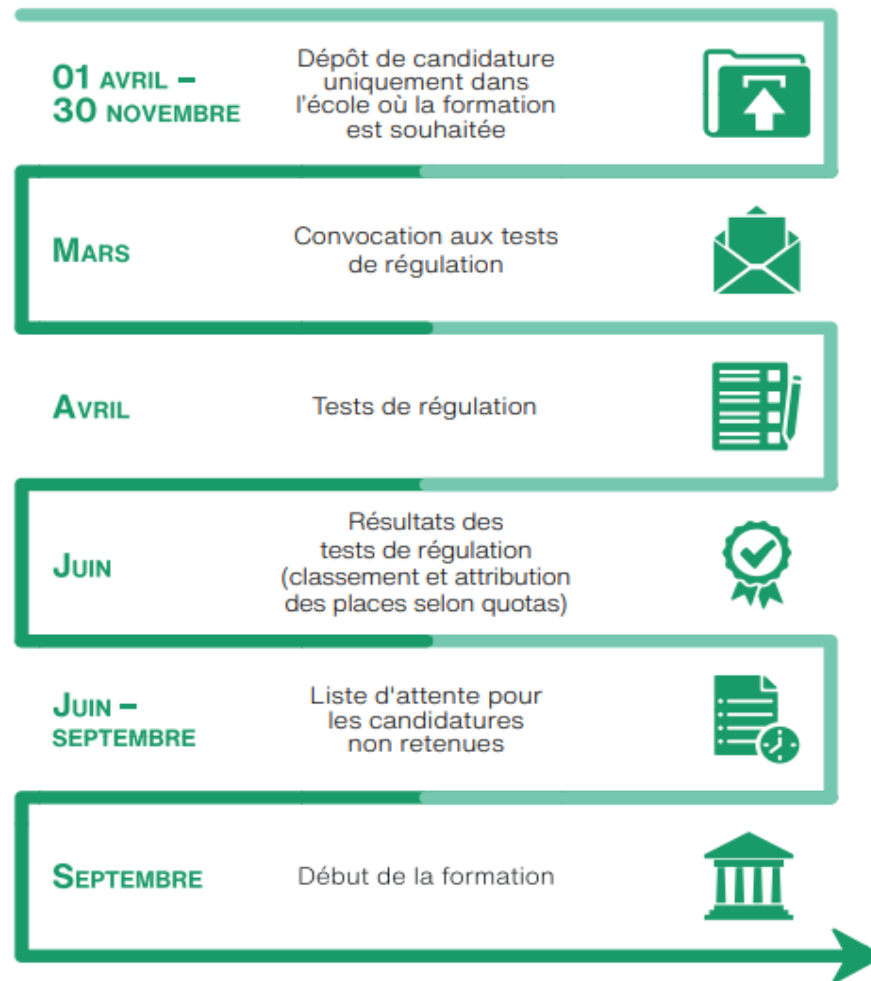 01 AVRIL –
30 NOVEMBRE
Dépôt de candidature
uniquement dans
l'école où la formation
est souhaitée
MARS
Convocation aux tests
de régulation
AVRIL
Tests de régulation
JUIN
Résultats des
tests de régulation
(classement et attribution
des places selon quotas)
JUIN –
SEPTEMBRE
Liste d'attente pour
les candidatures
non retenues
SEPTEMBRE
Début de la formation